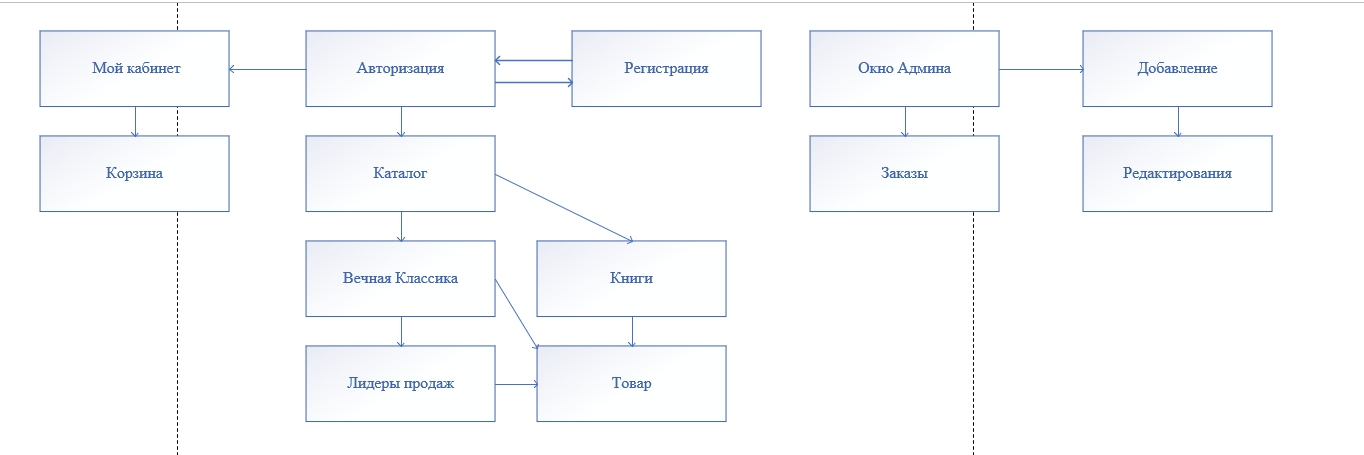 Мой кабинет
Авторизация
Регистрация
Окно Админа
Добавление
Корзина
Каталог
Заказы
Редактирования
Вечная Классика
Книги
Лидеры продаж
Товар